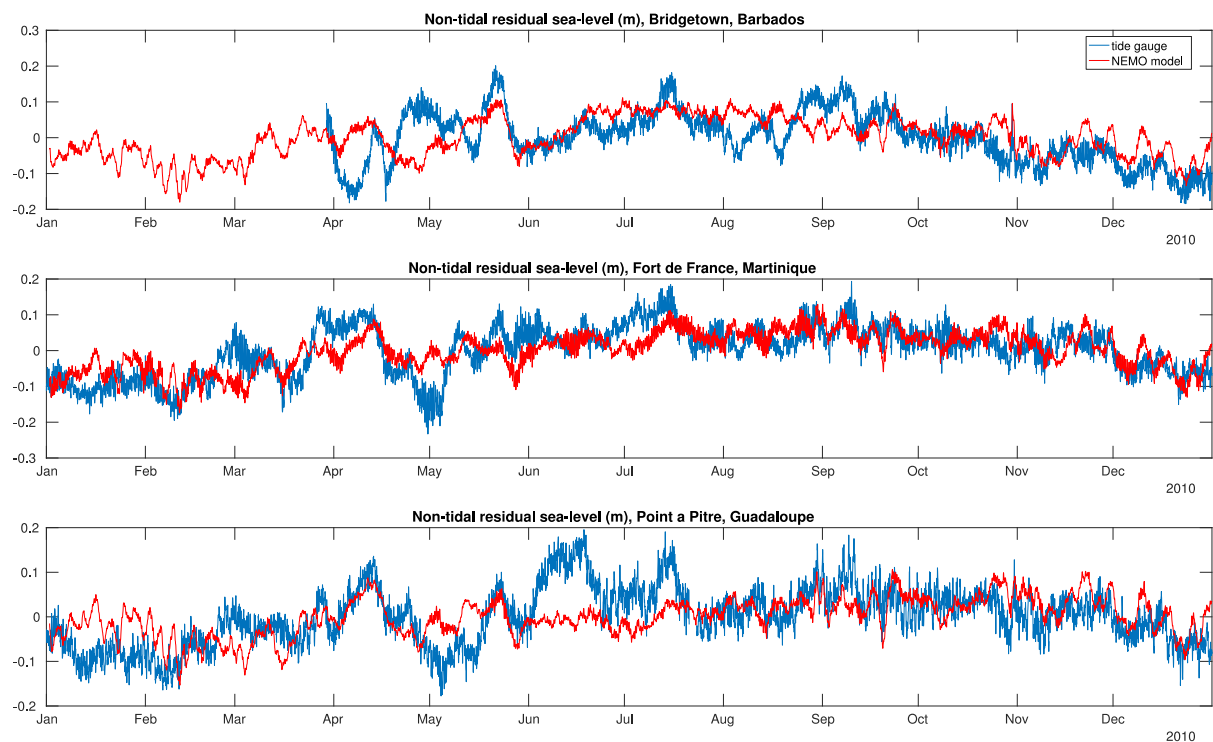 Non-tidal residual sea-level (m), Bridgetown, Barbados
0.3
0.2
0.1
0
-0.1
-0.2
tide gauge
NEMO model
Jan Feb Mar Apr May Jun Jul Aug Sep Oct Nov Dec
2010
Non-tidal residual sea-level (m), Fort de France, Martinique
0.2
0.1
0
-0.1
-0.2
-0.3
Jan Feb Mar Apr May Jun Jul Aug Sep Oct Nov Dec
2010
Non-tidal residual sea-level (m), Point a Pitre, Guadaloupe
0.2
0.1
0
-0.1
-0.2
Jan Feb Mar Apr May Jun Jul Aug Sep Oct Nov Dec
2010